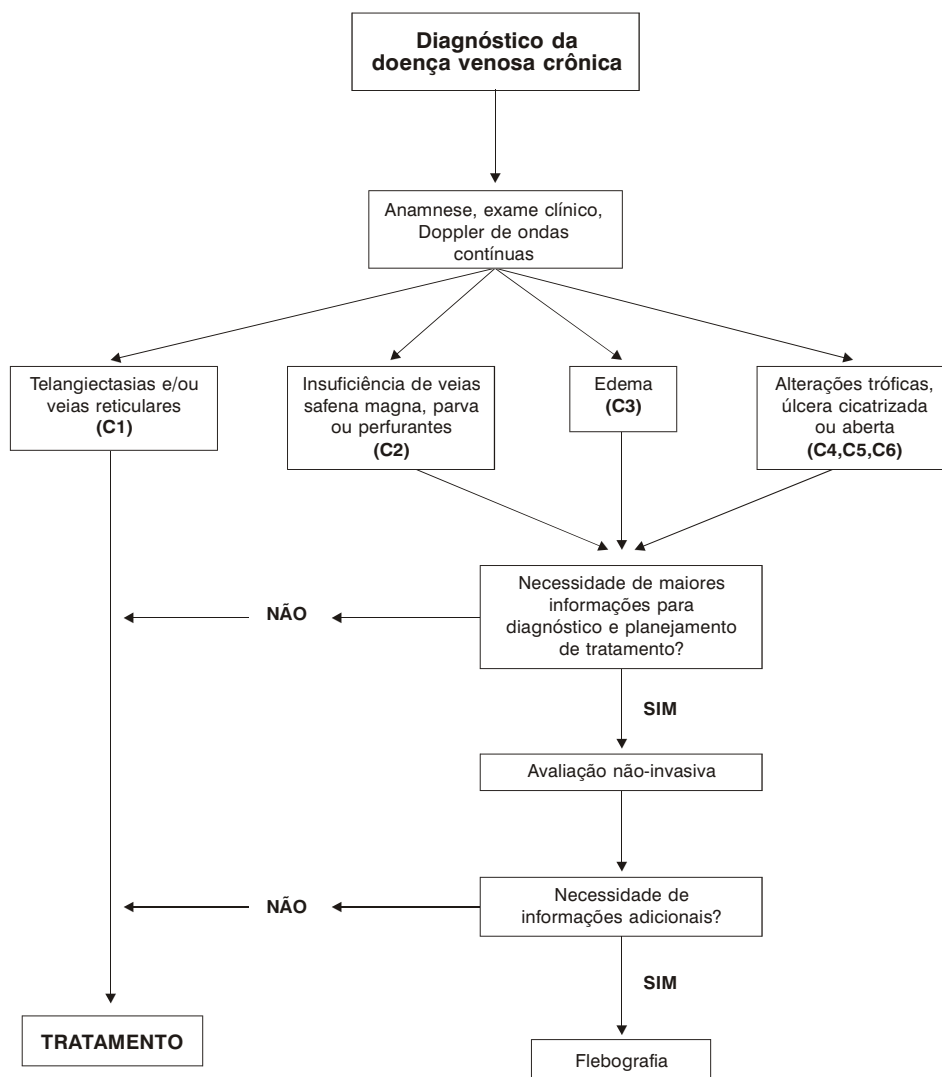 Diagnóstico da
doença venosa crônica
Anamnese, exame clínico,
Doppler de ondas
contínuas
Telangiectasias e/ou
veias reticulares
(C1)
Insuficiência de veias
safena magna, parva
ou perfurantes
(C2)
Edema
(C3)
Alterações tróficas,
úlcera cicatrizada
ou aberta
(C4,C5,C6)
Necessidade de maiores
informações para
diagnóstico e planejamento
de tratamento?
NÃO
SIM
Avaliação não-invasiva
Necessidade de
informações adicionais?
NÃO
SIM
TRATAMENTO
Flebografia